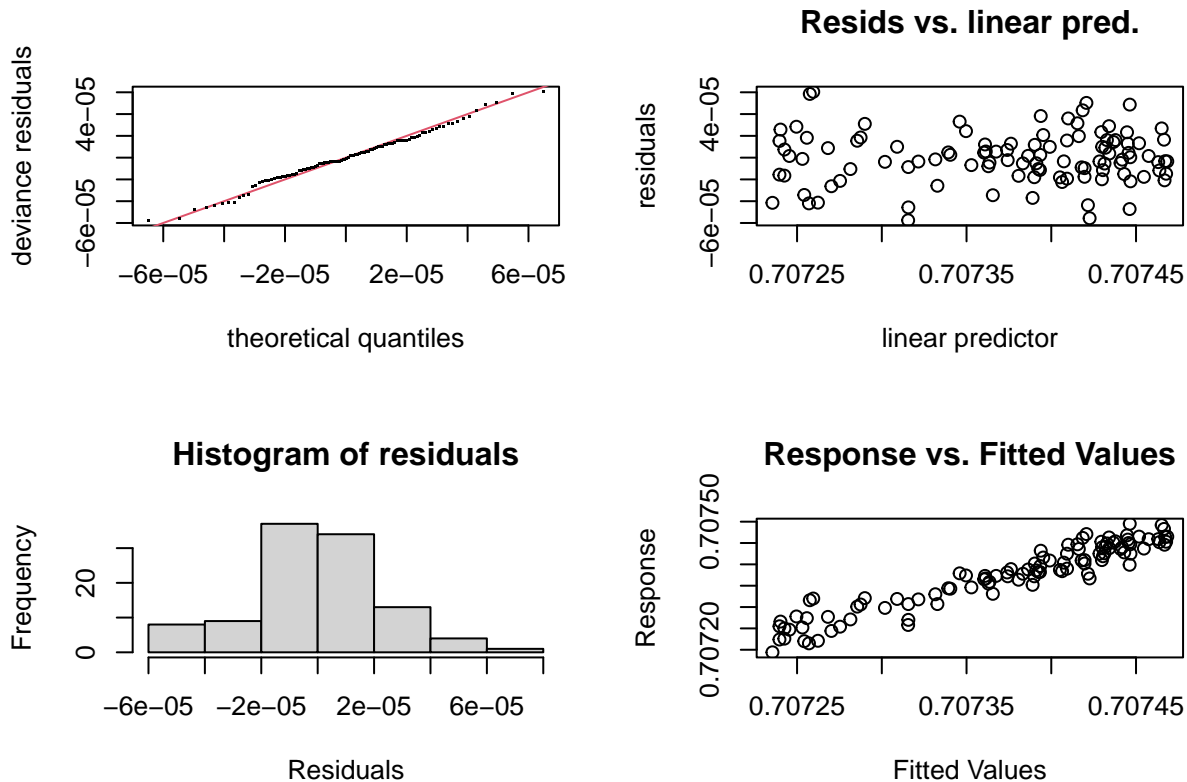 deviance residuals
−6e−05
4e−05
−6e−05
−2e−05
2e−05
6e−05
theoretical quantiles
Resids vs. linear pred.
residuals
−6e−05
4e−05
0.70725
0.70735
0.70745
linear predictor
Histogram of residuals
Frequency
0
20
−6e−05
−2e−05
2e−05
6e−05
Residuals
Response vs. Fitted Values
Response
0.70720
0.70750
0.70725
0.70735
0.70745
Fitted Values